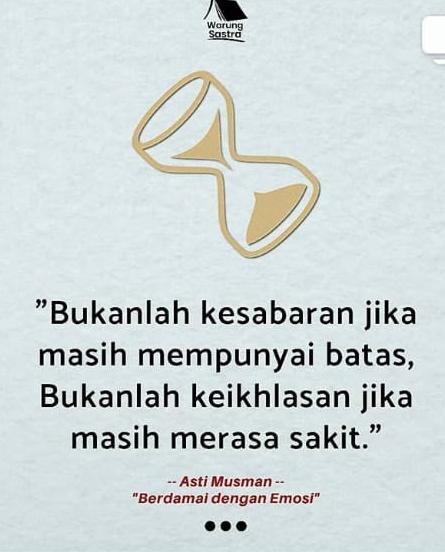 Warung
Sastra
"Bukanlah kesabaran jika
masih mempunyai batas,
Bukanlah keikhlasan jika
masih merasa sakit."
-- Asti Musman --
"Berdamai dengan Emosi"